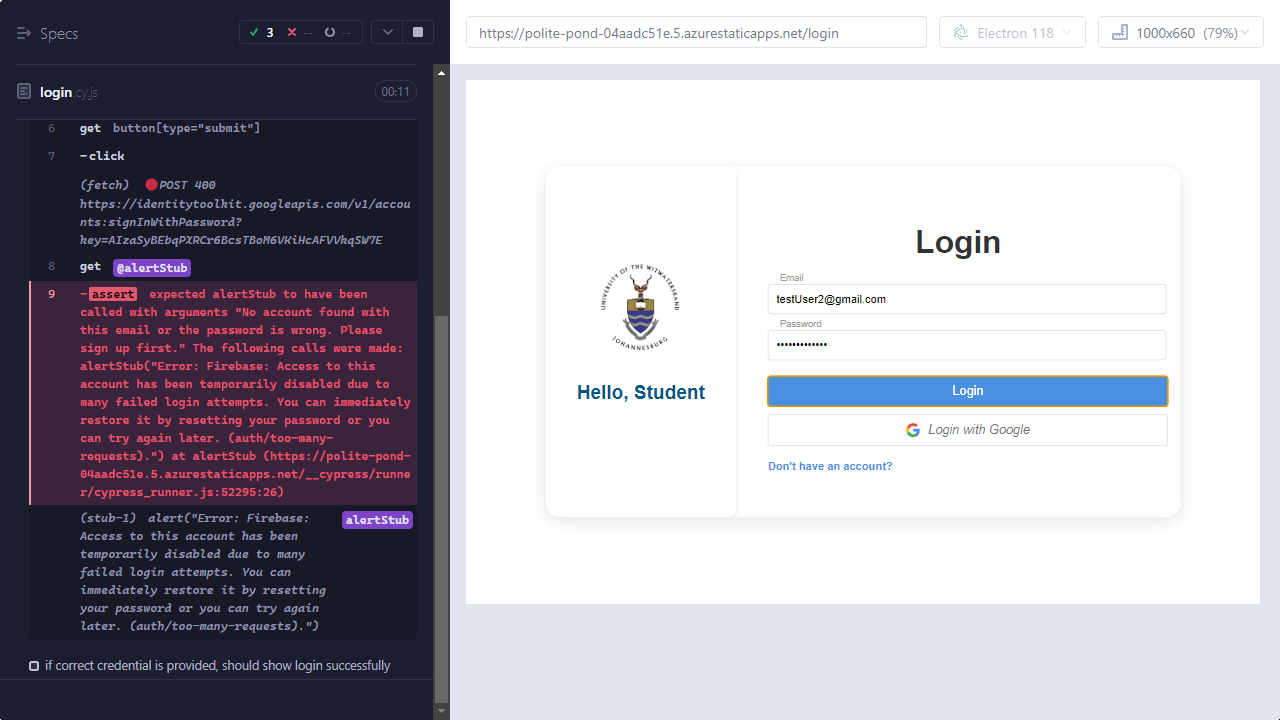 Specs
3
--
--
https://polite-pond-04aadc51e.5.azurestaticapps.net/login
Electron 118
1000x660 (79%)
login.cy.js
00:11
6 get button[type="submit"]
7 -click
(fetch) POST 400
https://identitytoolkit.googleapis.com/v1/accou
nts:signInWithPassword?
key=AIzaSyBEbqPXRCr6BcsTBoM6VKiHcAFVVkqSW7E
8 get @alertStub
9 -assert expected alertStub to have been
called with arguments "No account found with
this email or the password is wrong. Please
sign up first." The following calls were made:
alertStub("Error: Firebase: Access to this
account has been temporarily disabled due to
many failed login attempts. You can immediately
restore it by resetting your password or you
can try again later. (auth/too-many-
requests).") at alertStub (https://polite-pond-
04aadc51e.5.azurestaticapps.net/__cypress/runne
r/cypress_runner.js:52295:26)
(stub-1) alert("Error: Firebase: alertStub
Access to this account has been
temporarily disabled due to many
failed login attempts. You can
immediately restore it by resetting
your password or you can try again
later. (auth/too-many-requests).")
if correct credential is provided, should show login successfully
UNIVERSITY OF THE WITWATERSRAND
JOHANNESBURG
Hello, Student
Login
Email
testUser2@gmail.com
Password
•••••••••••••
Login
Login with Google
Don't have an account?